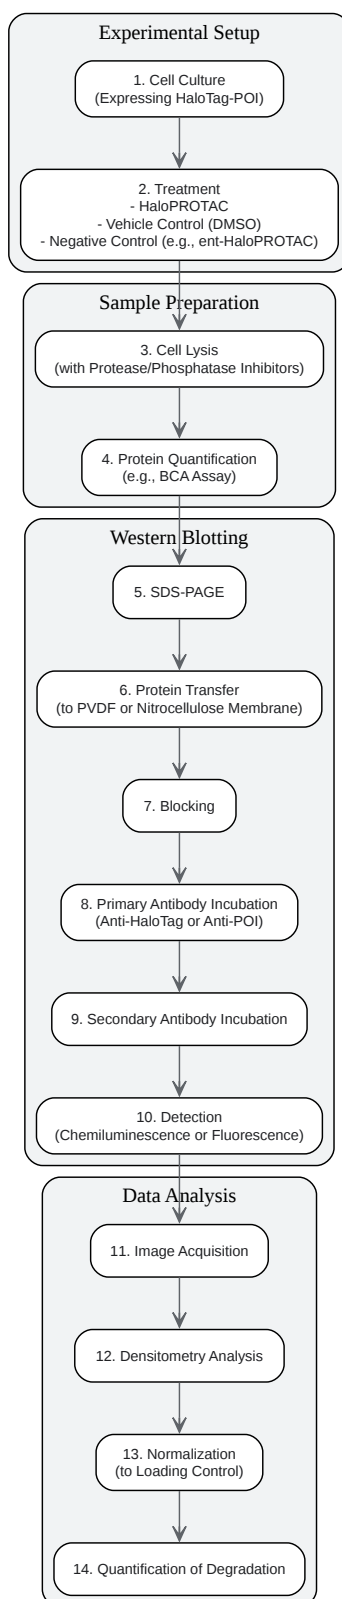 Experimental Setup
1. Cell Culture
(Expressing HaloTag-POI)
2. Treatment
- HaloPROTAC
- Vehicle Control (DMSO)
- Negative Control (e.g., ent-HaloPROTAC)
Sample Preparation
3. Cell Lysis
(with Protease/Phosphatase Inhibitors)
4. Protein Quantification
(e.g., BCA Assay)
Western Blotting
5. SDS-PAGE
6. Protein Transfer
(to PVDF or Nitrocellulose Membrane)
7. Blocking
8. Primary Antibody Incubation
(Anti-HaloTag or Anti-POI)
9. Secondary Antibody Incubation
10. Detection
(Chemiluminescence or Fluorescence)
Data Analysis
11. Image Acquisition
12. Densitometry Analysis
13. Normalization
(to Loading Control)
14. Quantification of Degradation